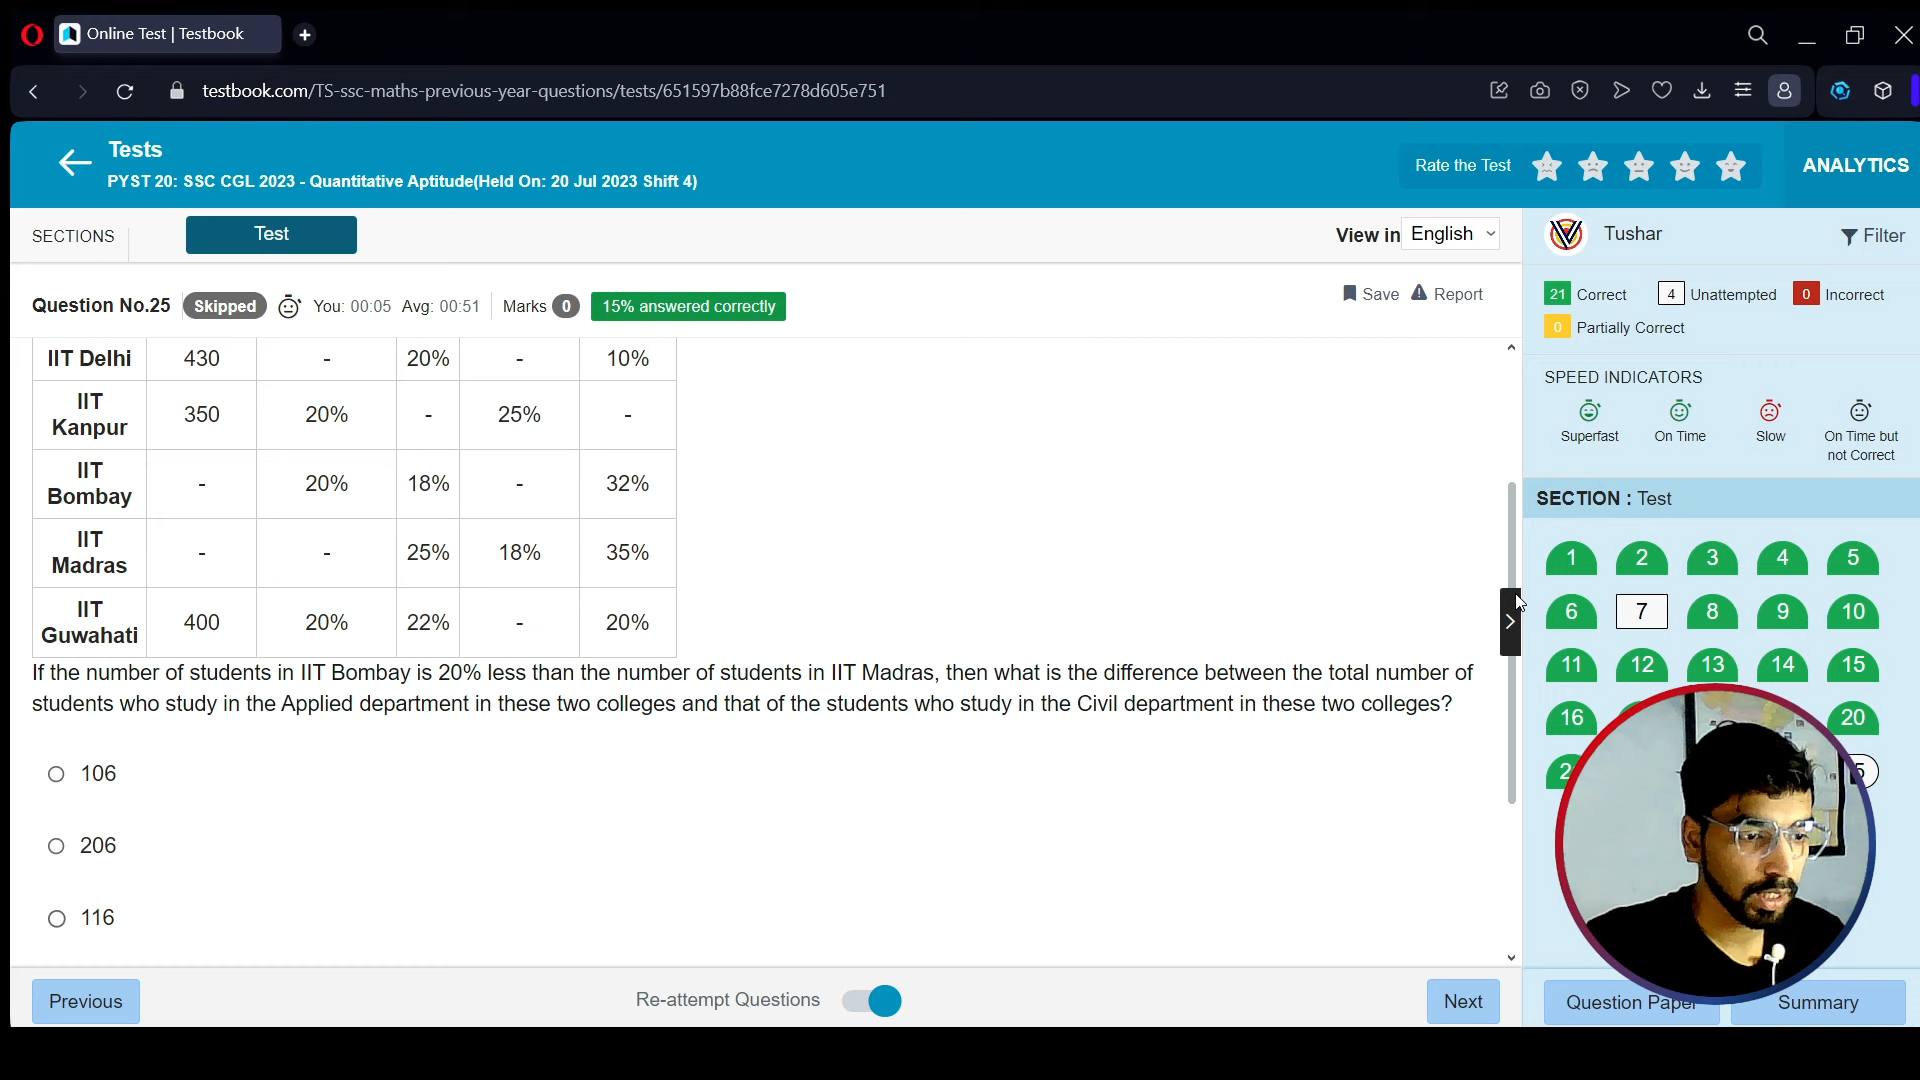 Online Test | Testbook
testbook.com/TS-ssc-maths-previous-year-questions/tests/651597b88fce7278d605e751
Tests
PYST 20: SSC CGL 2023 - Quantitative Aptitude(Held On: 20 Jul 2023 Shift 4)
Rate the Test
ANALYTICS
SECTIONS
Test
View in English
Tushar
Filter
Question No.25 Skipped You: 00:05 Avg: 00:51 Marks 0 15% answered correctly
Save Report
21 Correct 4 Unattempted 0 Incorrect
0 Partially Correct
IIT Delhi 430 - 20% - 10%
IIT Kanpur 350 20% - 25% -
IIT Bombay - 20% 18% - 32%
IIT Madras - - 25% 18% 35%
IIT Guwahati 400 20% 22% - 20%
If the number of students in IIT Bombay is 20% less than the number of students in IIT Madras, then what is the difference between the total number of
students who study in the Applied department in these two colleges and that of the students who study in the Civil department in these two colleges?
106
206
116
SPEED INDICATORS
Superfast On Time Slow On Time but
not Correct
SECTION : Test
1 2 3 4 5
6 7 8 9 10
11 12 13 14 15
16 20
Previous
Re-attempt Questions
Next
Question Paper
Summary